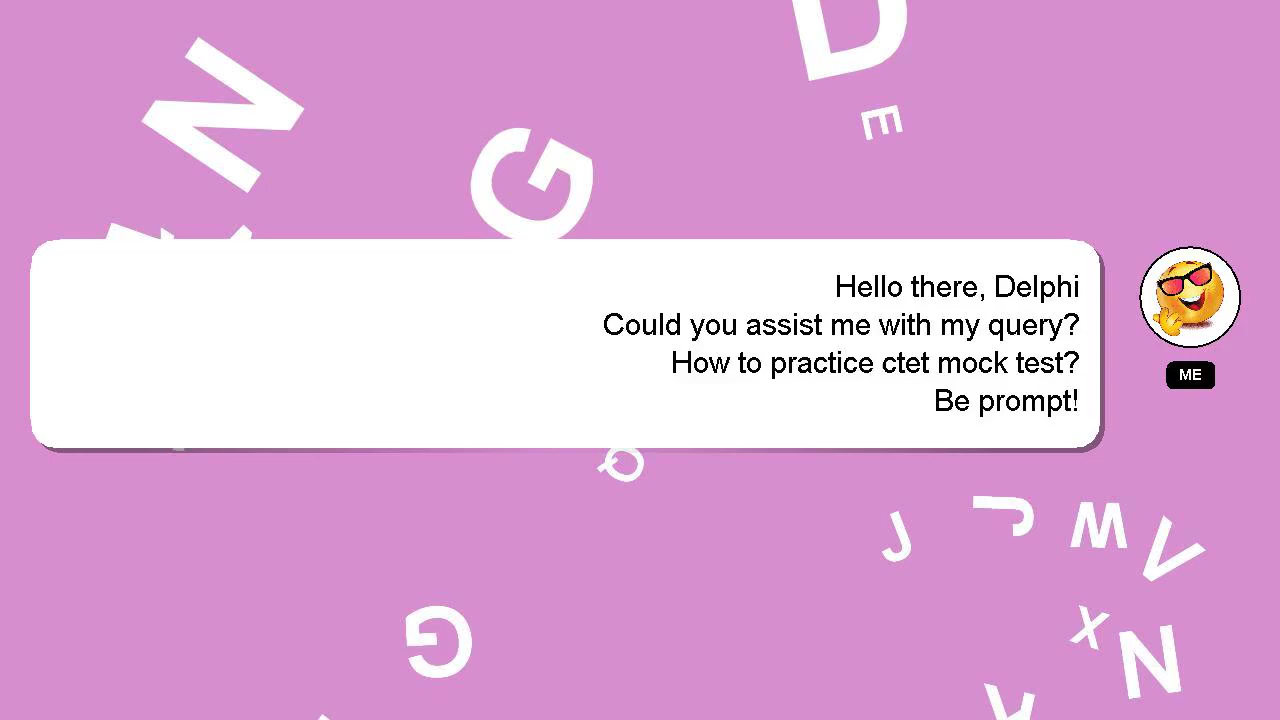 N
D
E
G
Hello there, Delphi
Could you assist me with my query?
How to practice ctet mock test?
Be prompt!
ME
Q
J
J
W
V
G
X
N